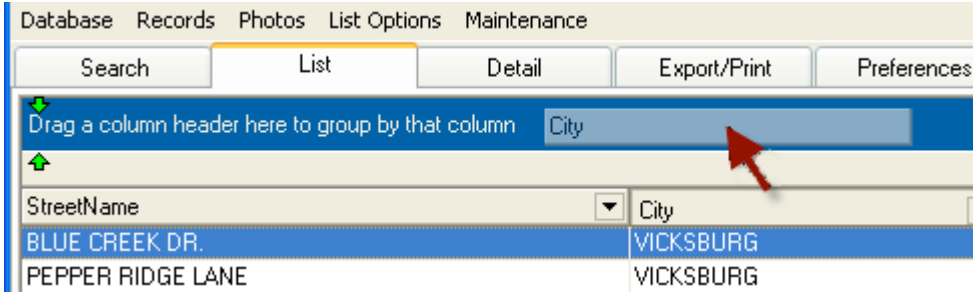 Database Records Photos List Options Maintenance
Search List Detail Export/Print Preferences
Drag a column header here to group by that column City
StreetName City
BLUE CREEK DR. VICKSBURG
PEPPER RIDGE LANE VICKSBURG